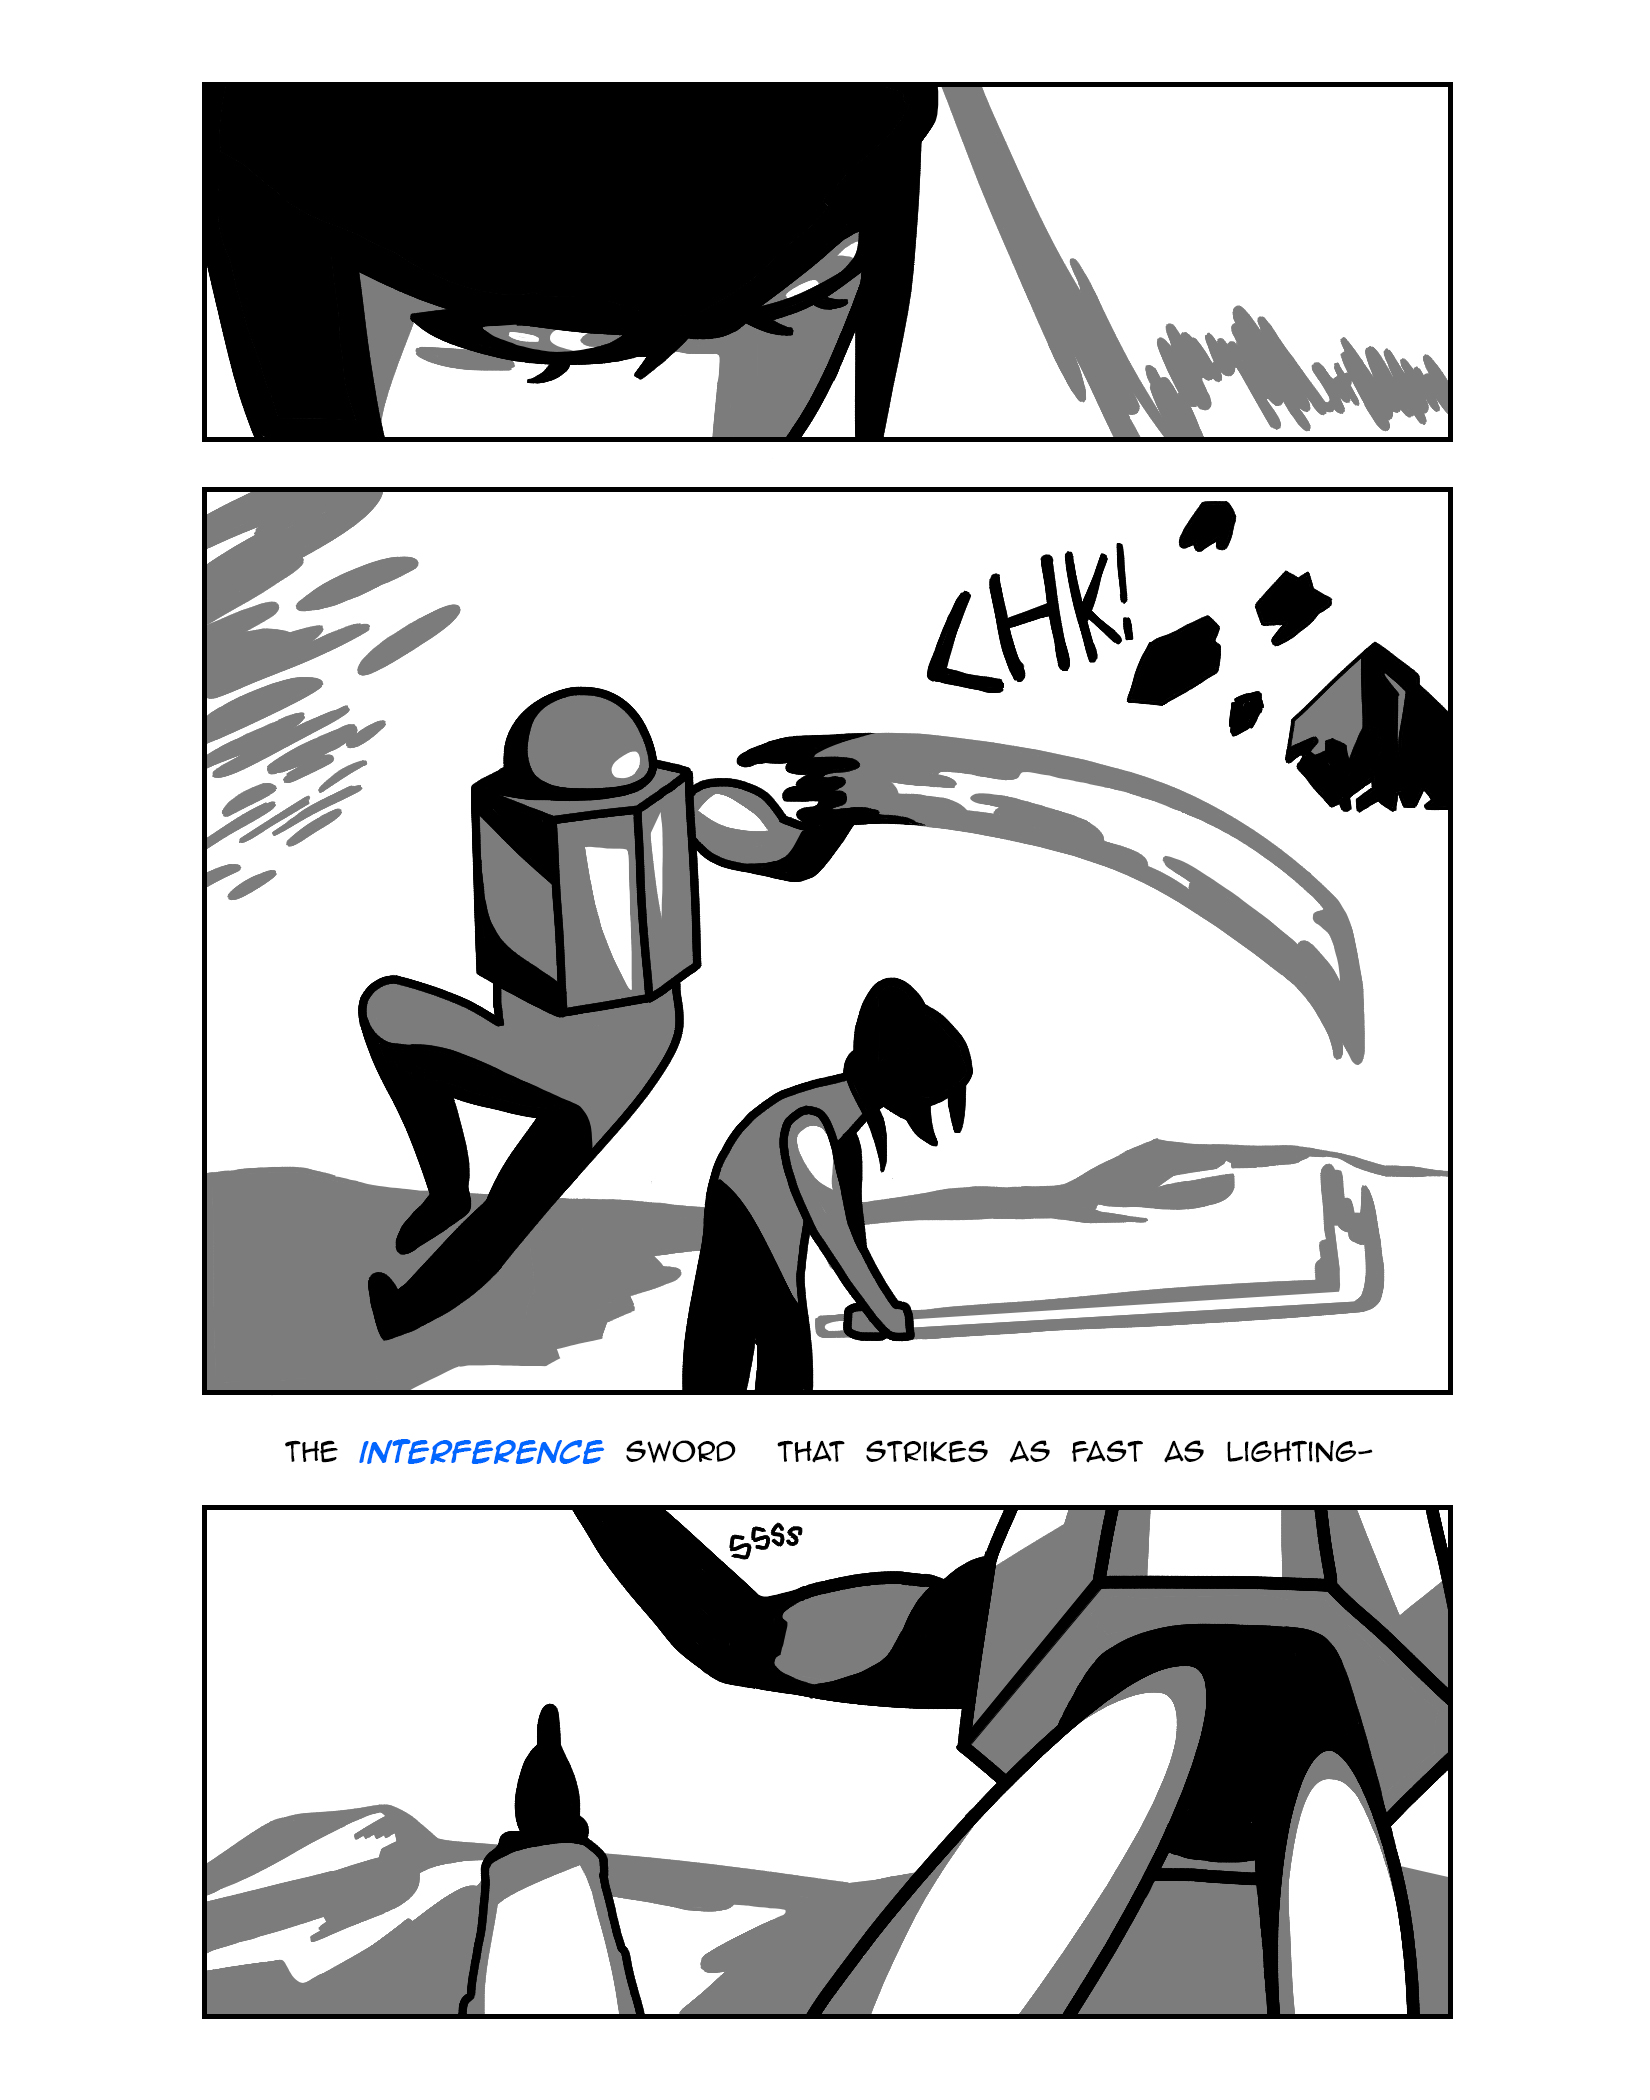 CHK!
THE INTERFERENCE SWORD THAT STRIKES AS FAST AS LIGHTING-
SSSS